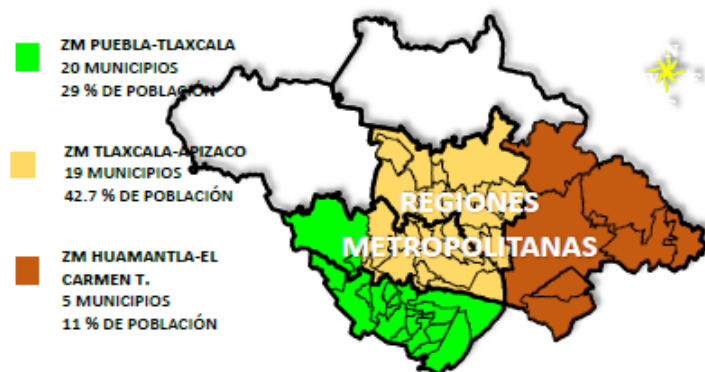 ZM PUEBLA-TLAXCALA
20 MUNICIPIOS
29 % DE POBLACIÓN
ZM TLAXCALA-APIZACO
19 MUNICIPIOS
42.7 % DE POBLACIÓN
ZM HUAMANTLA-EL
CARMEN T.
5 MUNICIPIOS
11 % DE POBLACIÓN
REGIONES
METROPOLITANAS
N
E
S